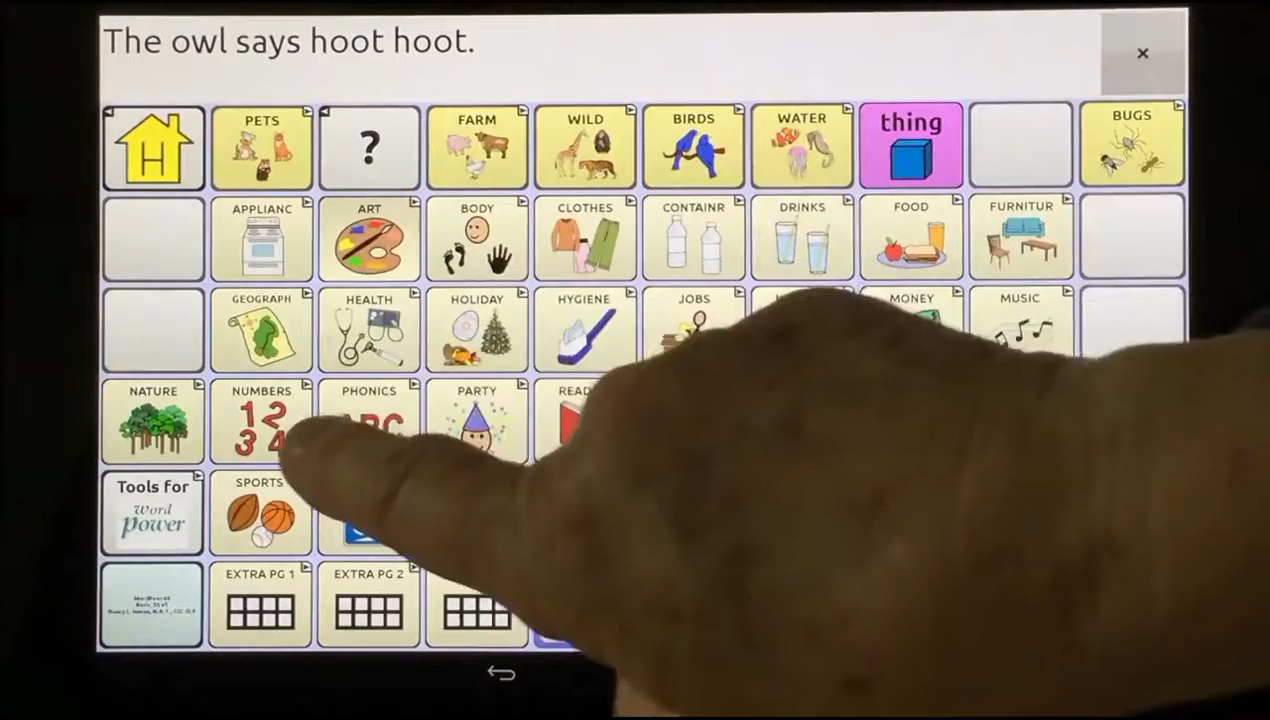 The owl says hoot hoot.
×
H
PETS
?
FARM
WILD
BIRDS
WATER
thing
BUGS
APPLIANC
ART
BODY
CLOTHES
CONTAINR
DRINKS
FOOD
FURNITUR
GEOGRAPH
HEALTH
HOLIDAY
HYGIENE
JOBS
MONEY
MUSIC
NATURE
NUMBERS
1 2
3 4
PHONICS
ABC
PARTY
READ
Tools for
Word
power
SPORTS
EXTRA PG 1
EXTRA PG 2